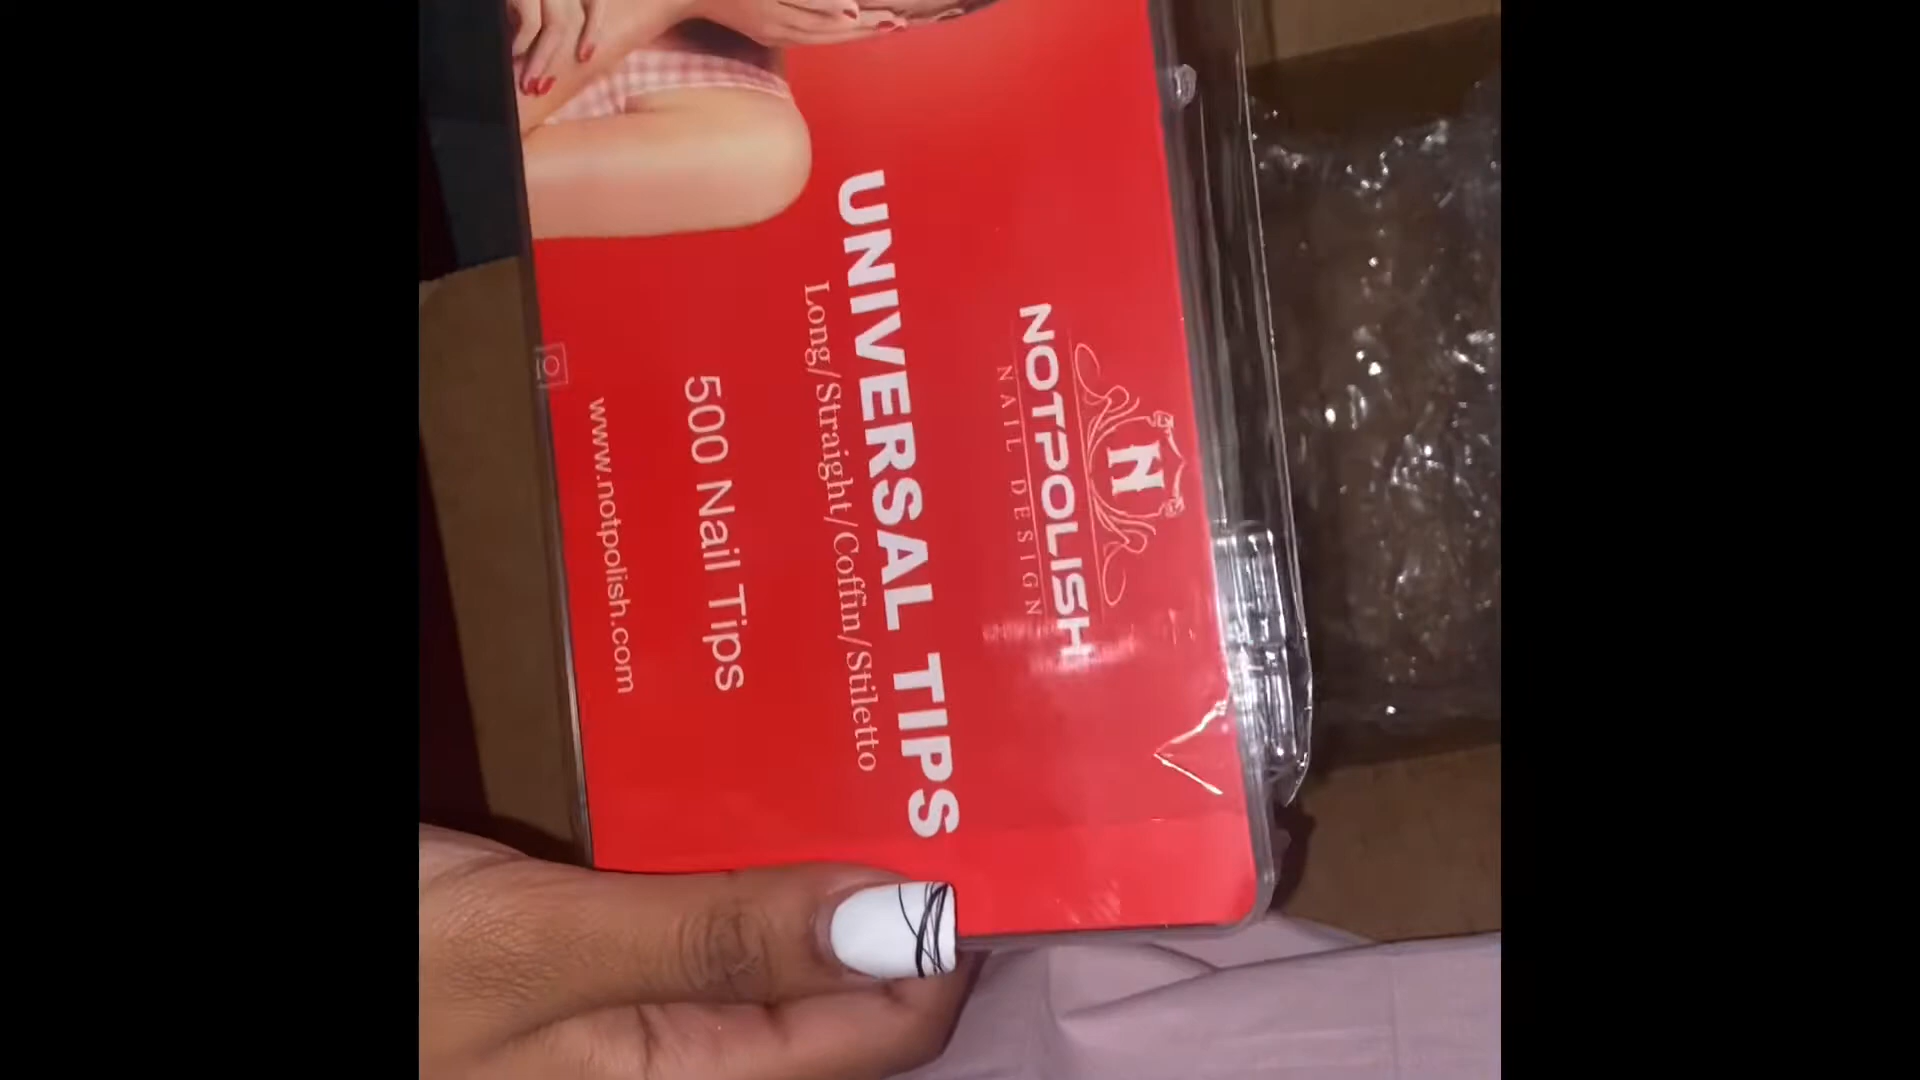 N
NOTPOLISH
NAIL DESIGN
UNIVERSAL TIPS
Long/Straight/Coffin/Stiletto
500 Nail Tips
www.notpolish.com